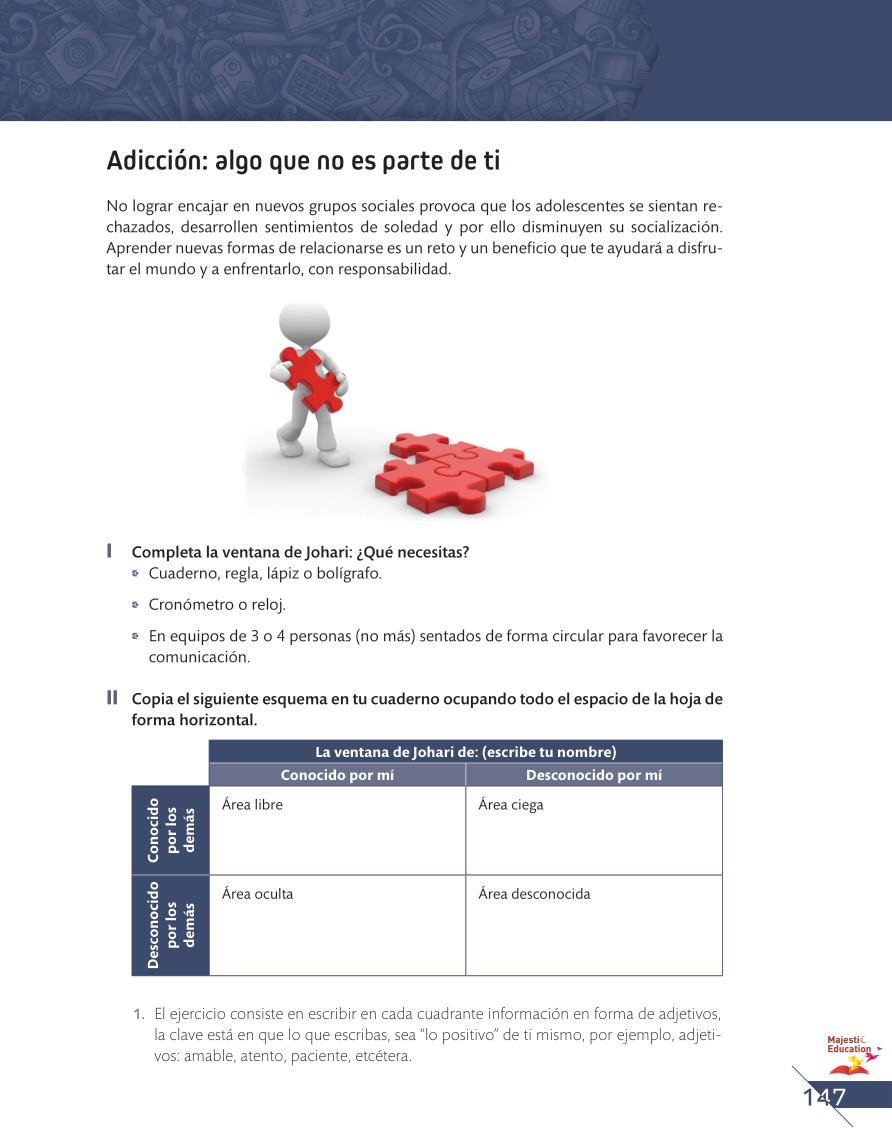 Adicción: algo que no es parte de ti
No lograr encajar en nuevos grupos sociales provoca que los adolescentes se sientan re-
chazados, desarrollen sentimientos de soledad y por ello disminuyen su socialización.
Aprender nuevas formas de relacionarse es un reto y un beneficio que te ayudará a disfru-
tar el mundo y a enfrentarlo, con responsabilidad.
I Completa la ventana de Johari: ¿Qué necesitas?
Cuaderno, regla, lápiz o bolígrafo.
Cronómetro o reloj.
En equipos de 3 o 4 personas (no más) sentados de forma circular para favorecer la
comunicación.
II Copia el siguiente esquema en tu cuaderno ocupando todo el espacio de la hoja de
forma horizontal.
La ventana de Johari de: (escribe tu nombre)
Conocido por mí
Desconocido por mí
Conocido
por los
demás
Área libre
Área ciega
Desconocido
por los
demás
Área oculta
Área desconocida
1. El ejercicio consiste en escribir en cada cuadrante información en forma de adjetivos,
la clave está en que lo que escribas, sea “lo positivo” de ti mismo, por ejemplo, adjeti-
vos: amable, atento, paciente, etcétera.
Majestic
Education
147